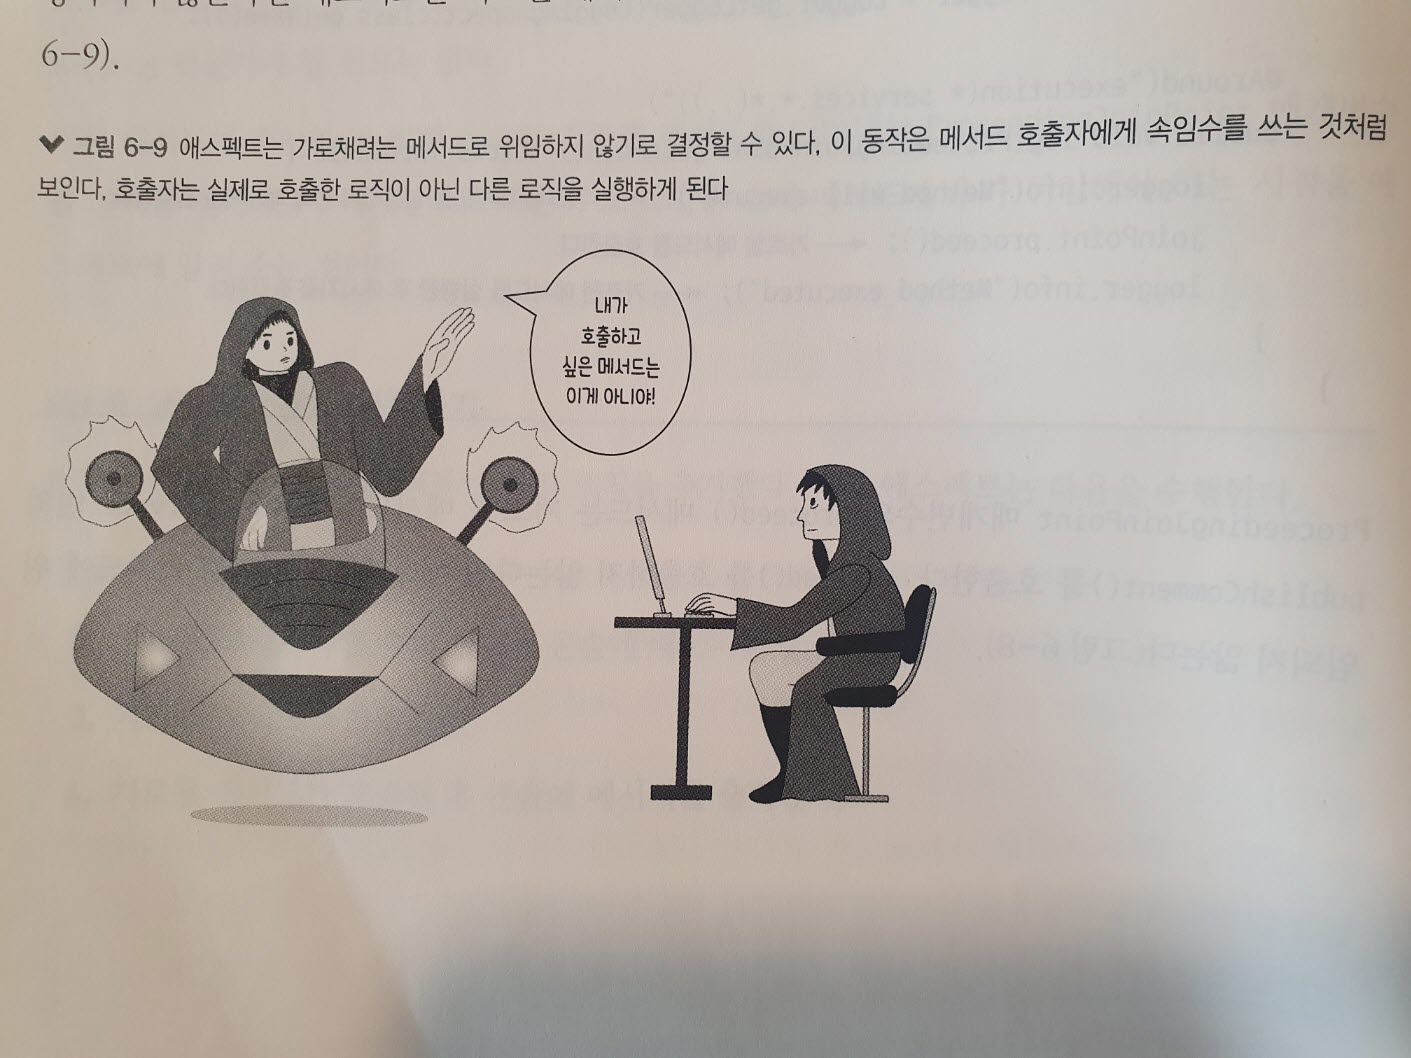 6-9).
그림 6-9 애스펙트는 가로채려는 메서드로 위임하지 않기로 결정할 수 있다. 이 동작은 메서드 호출자에게 속임수를 쓰는 것처럼
보인다. 호출자는 실제로 호출한 로직이 아닌 다른 로직을 실행하게 된다
내가
호출하고
싶은 메서드는
이게 아니야!